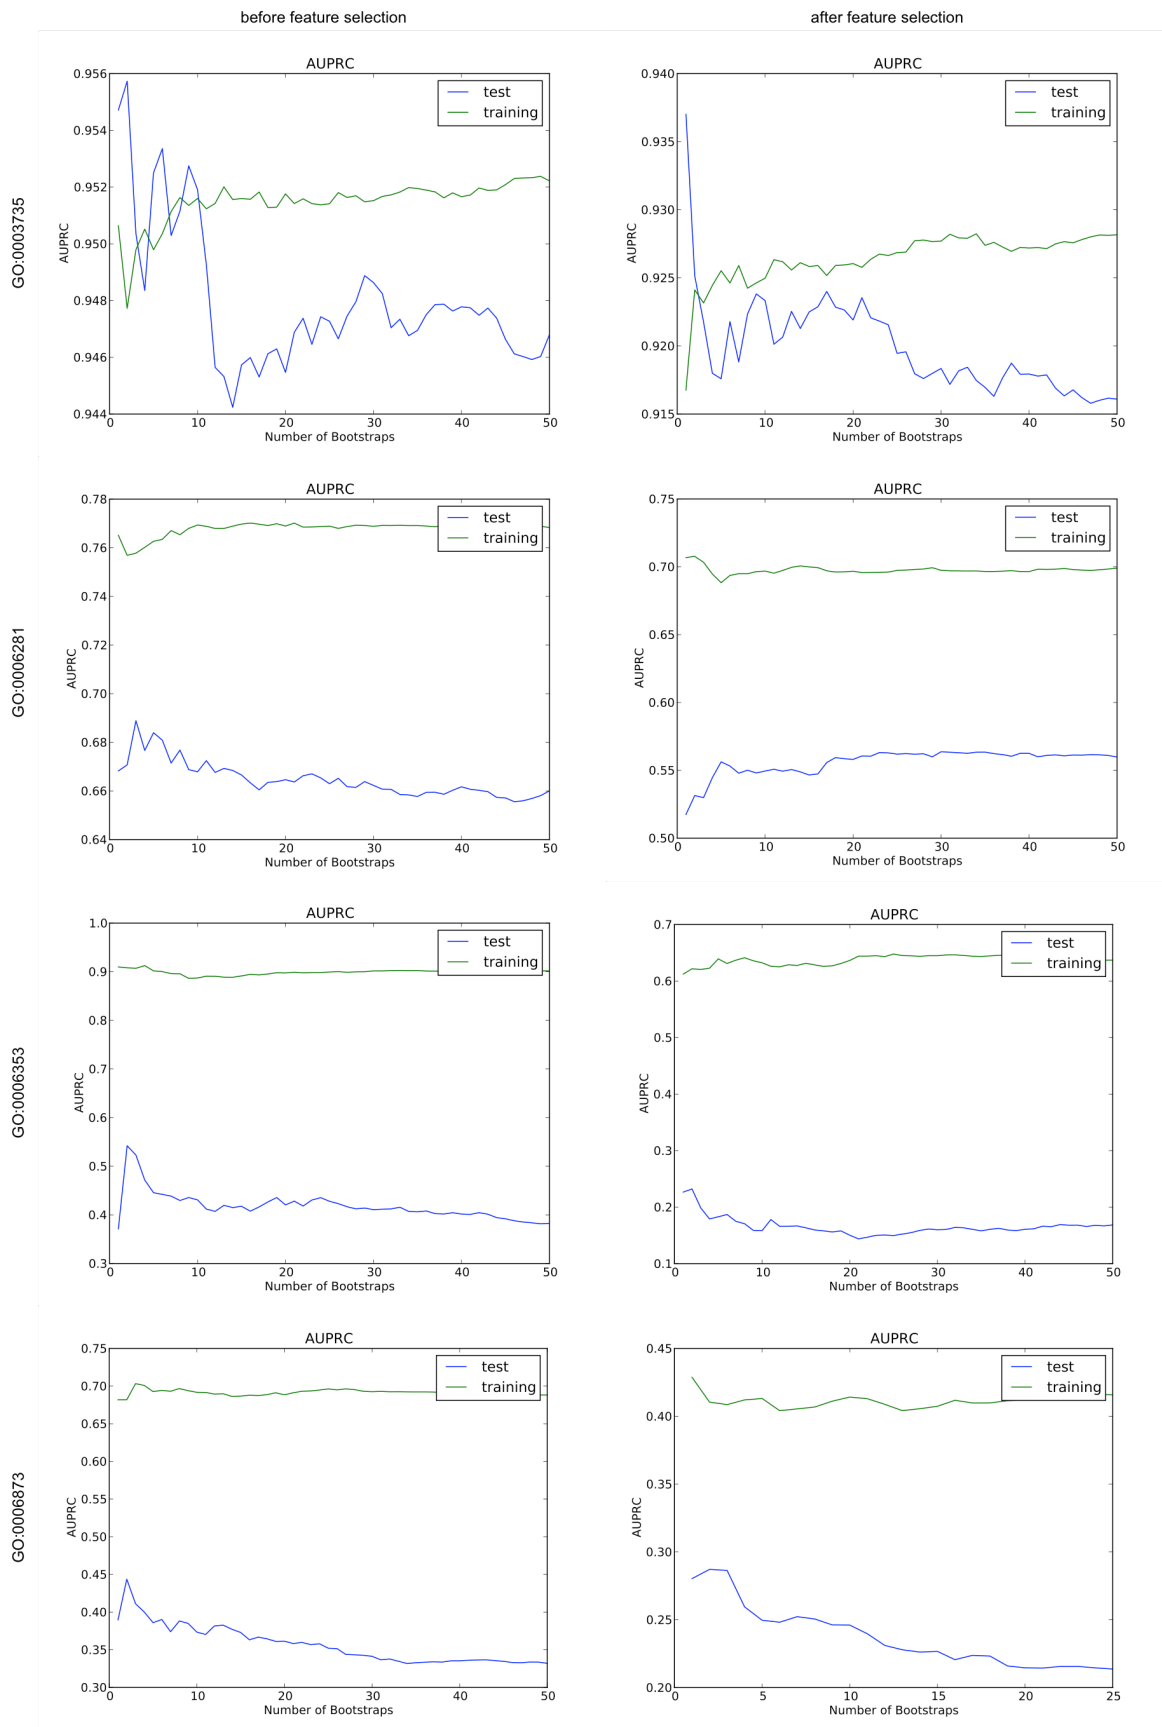 before feature selection
after feature selection
GO:0003735
AUPRC
0.956
0.954
0.952
0.950
0.948
0.946
0.944
AUPRC
test
training
0 10 20 30 40 50
Number of Bootstraps
AUPRC
0.940
0.935
0.930
0.925
0.920
0.915
AUPRC
test
training
0 10 20 30 40 50
Number of Bootstraps
GO:0006281
AUPRC
0.78
0.76
0.74
0.72
0.70
0.68
0.66
0.64
AUPRC
test
training
0 10 20 30 40 50
Number of Bootstraps
AUPRC
0.75
0.70
0.65
0.60
0.55
0.50
AUPRC
test
training
0 10 20 30 40 50
Number of Bootstraps
GO:0006353
AUPRC
1.0
0.9
0.8
0.7
0.6
0.5
0.4
0.3
AUPRC
test
training
0 10 20 30 40 50
Number of Bootstraps
AUPRC
0.7
0.6
0.5
0.4
0.3
0.2
0.1
AUPRC
test
training
0 10 20 30 40 50
Number of Bootstraps
GO:0006873
AUPRC
0.75
0.70
0.65
0.60
0.55
0.50
0.45
0.40
0.35
0.30
AUPRC
test
training
0 10 20 30 40 50
Number of Bootstraps
AUPRC
0.45
0.40
0.35
0.30
0.25
0.20
AUPRC
test
training
0 5 10 15 20 25
Number of Bootstraps